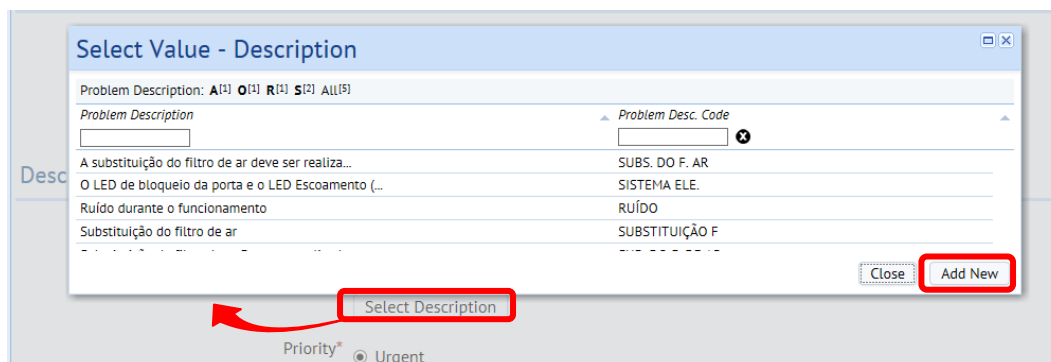 Select Value - Description
Problem Description: A[1] O[1] R[1] S[2] All[5]
Problem Description Problem Desc. Code
A substituição do filtro de ar deve ser realiza... SUBS. DO F. AR
O LED de bloqueio da porta e o LED Escoamento (... SISTEMA ELE.
Desc
Ruído durante o funcionamento RUÍDO
Substituição do filtro de ar SUBSTITUIÇÃO F
Close Add New
Select Description
Priority* Urgent